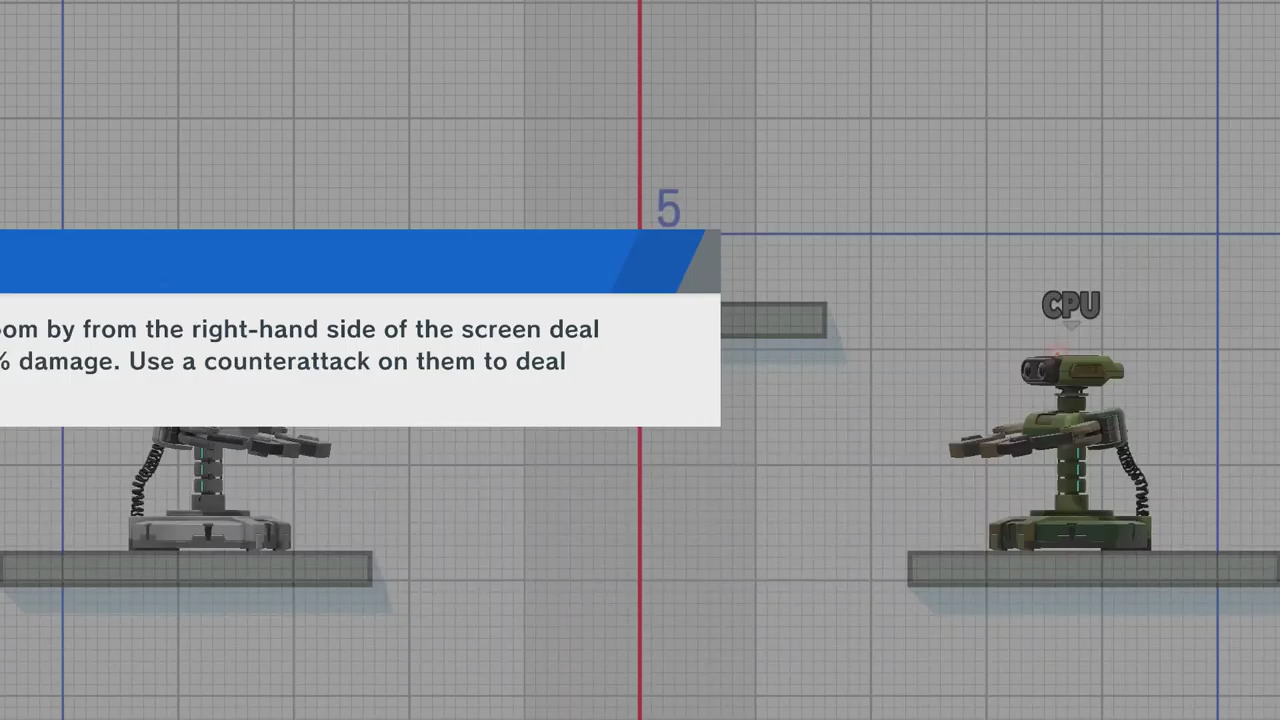 5
om by from the right-hand side of the screen deal
% damage. Use a counterattack on them to deal
CPU